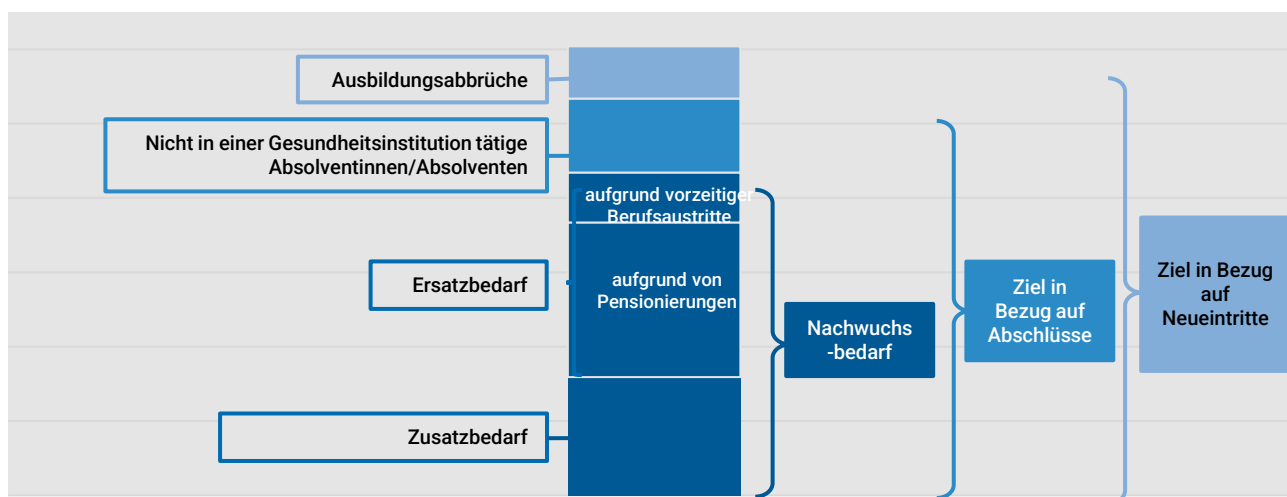 Ausbildungsabbrüche
Nicht in einer Gesundheitsinstitution tätige
Absolventinnen/Absolventen
aufgrund vorzeitiger
Berufsaustritte
Ersatzbedarf
aufgrund von
Pensionierungen
Zusatzbedarf
Nachwuchs
-bedarf
Ziel in
Bezug auf
Abschlüsse
Ziel in Bezug
auf
Neueintritte